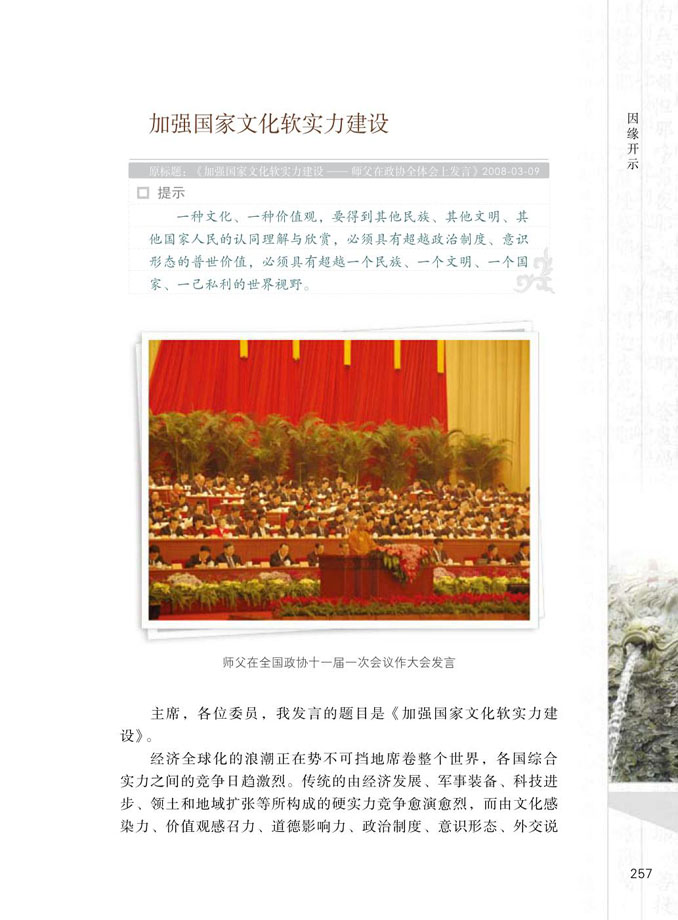 加强国家文化软实力建设
因缘开示
原标题：《加强国家文化软实力建设 —— 师父在政协全体会上发言》2008-03-09
提示
一种文化、一种价值观，要得到其他民族、其他文明、其
他国家人民的认同理解与欣赏，必须具有超越政治制度、意识
形态的普世价值，必须具有超越一个民族、一个文明、一个国
家、一己私利的世界视野。
师父在全国政协十一届一次会议作大会发言
主席，各位委员，我发言的题目是《加强国家文化软实力建
设》。
经济全球化的浪潮正在势不可挡地席卷整个世界，各国综合
实力之间的竞争日趋激烈。传统的由经济发展、军事装备、科技进
步、领土和地域扩张等所构成的硬实力竞争愈演愈烈，而由文化感
染力、价值观感召力、道德影响力、政治制度、意识形态、外交说
257